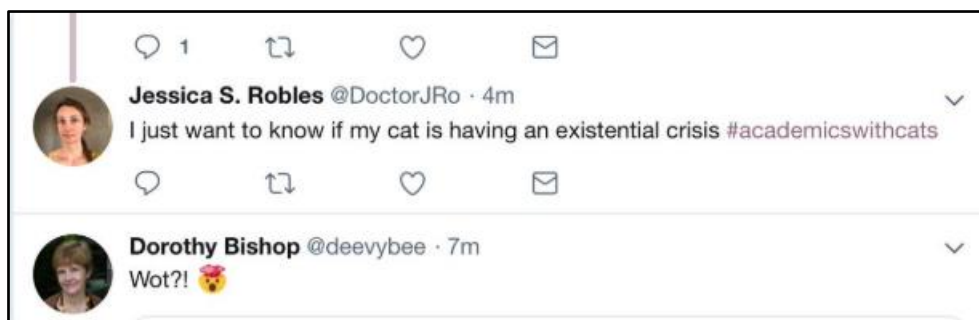 1
Jessica S. Robles @DoctorJRo · 4m
I just want to know if my cat is having an existential crisis #academicswithcats
Dorothy Bishop @deevybee · 7m
Wot?! 🤯